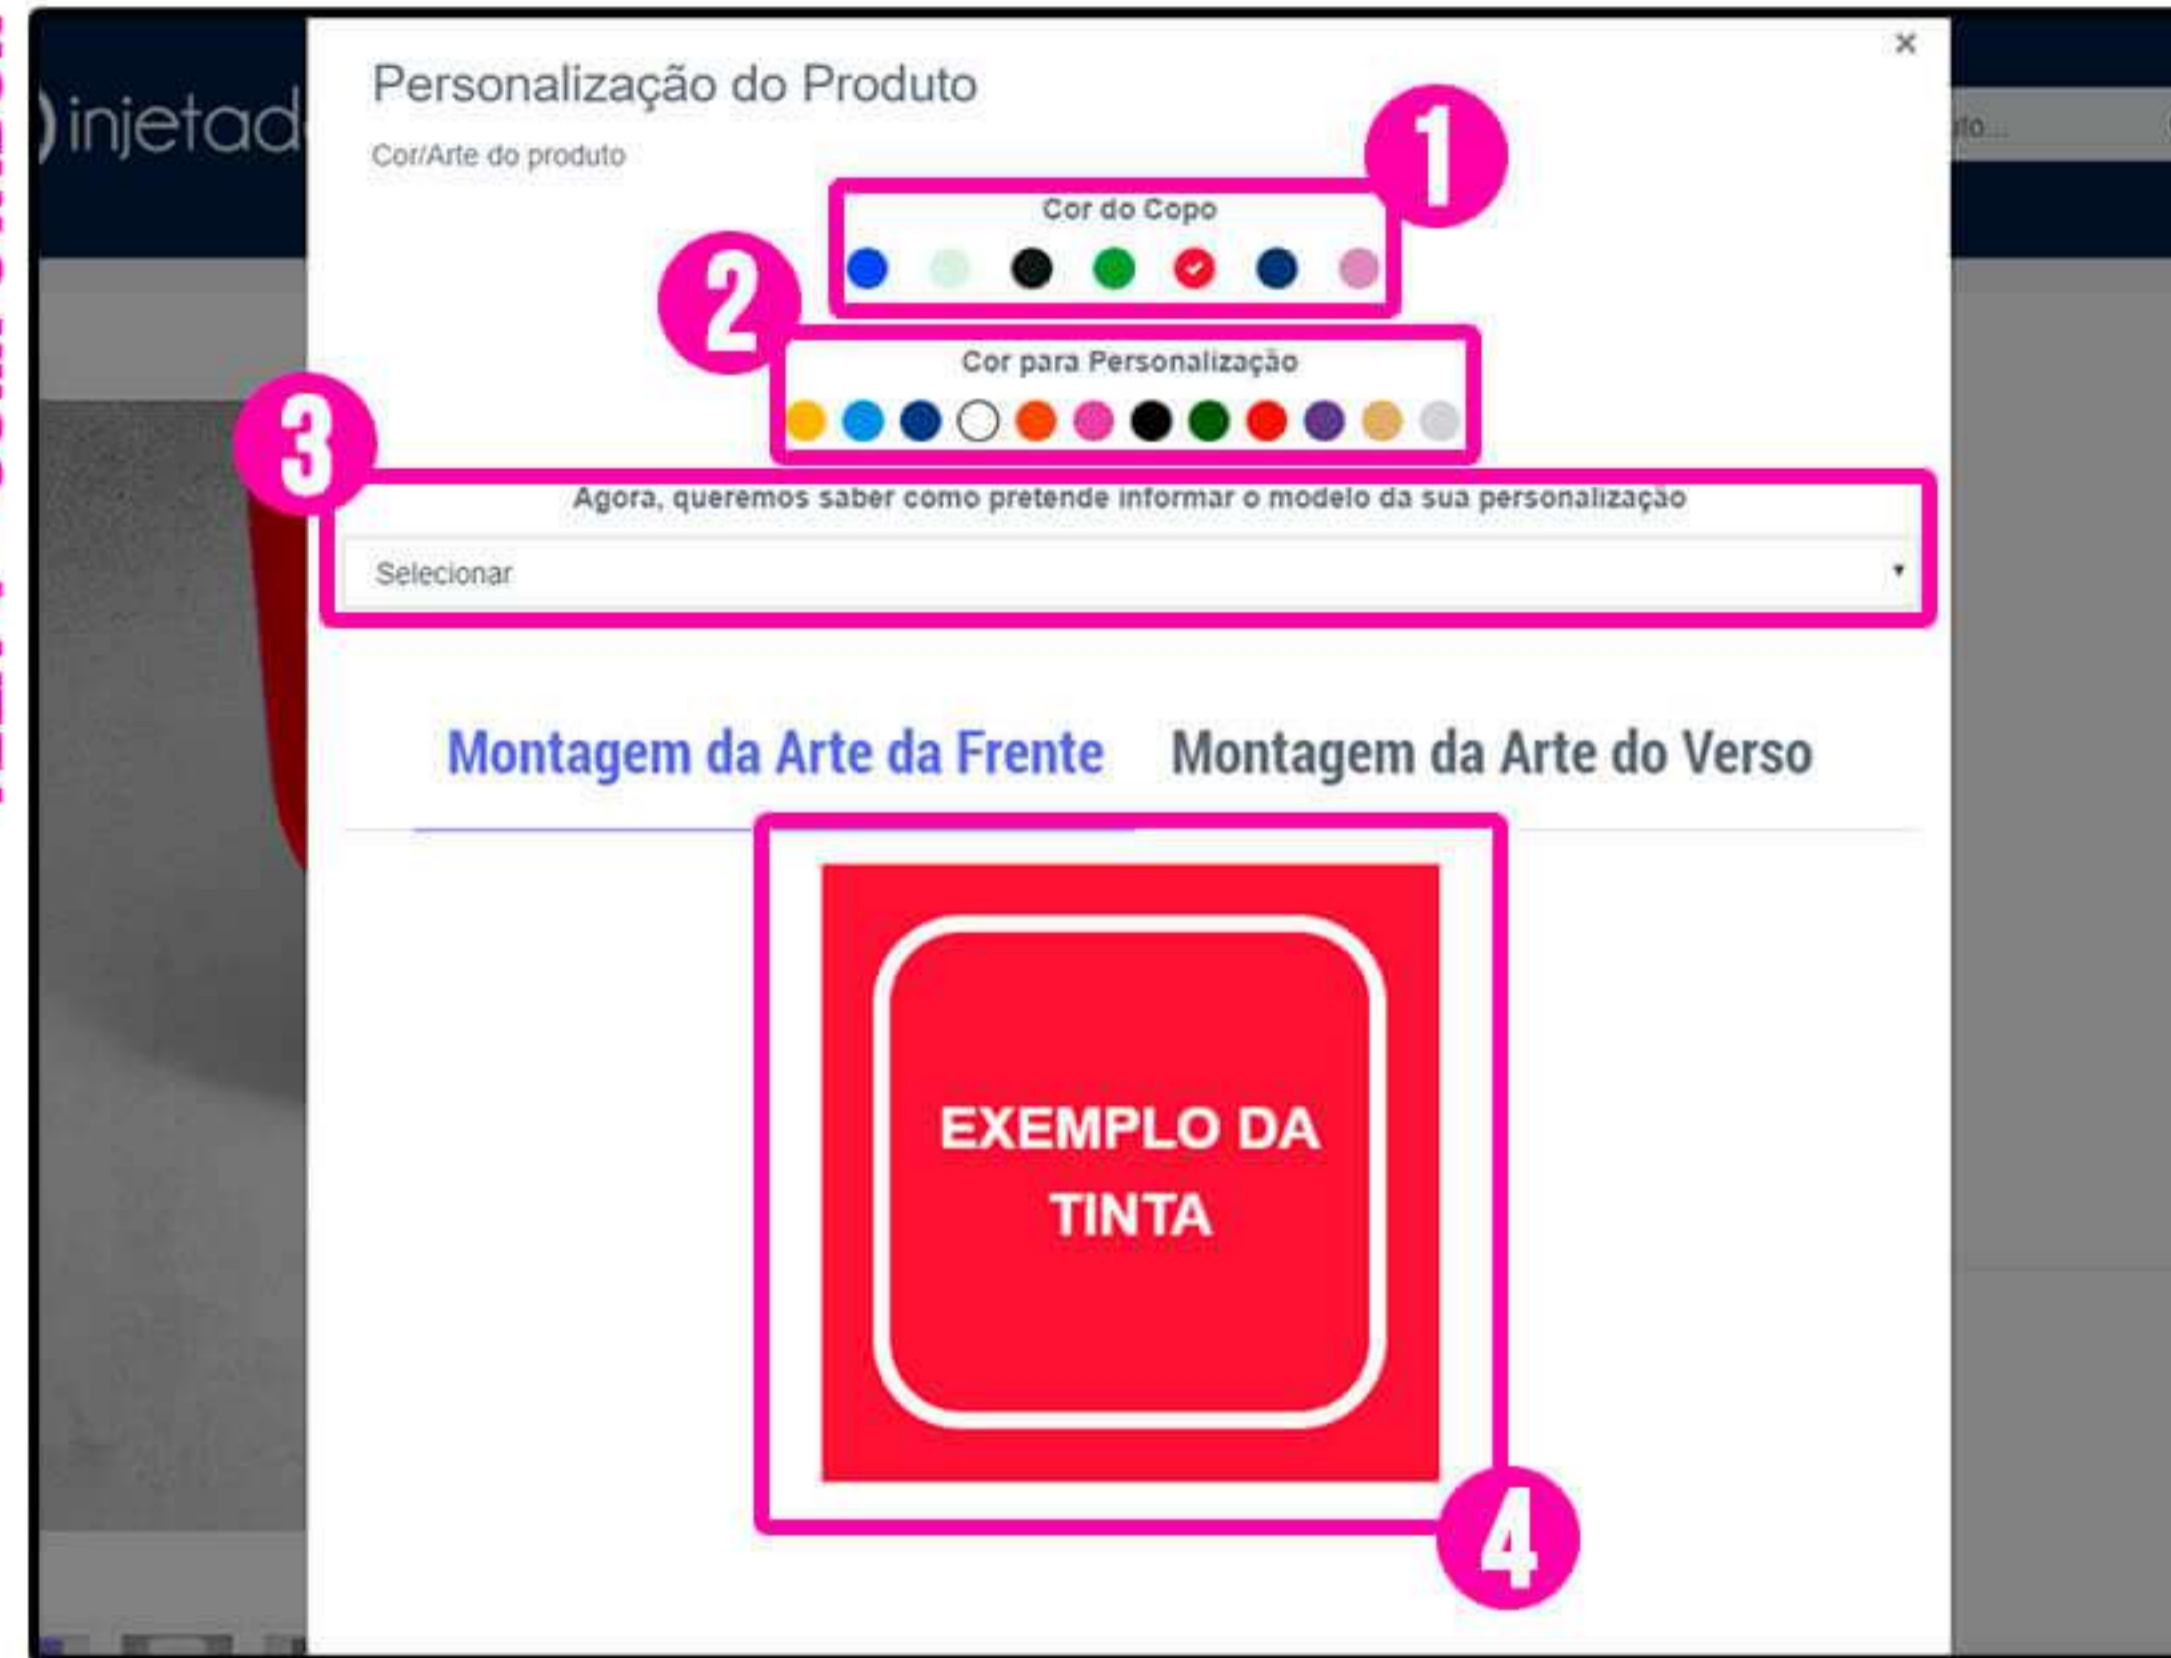 Personalização do Produto
×
injetad
Cor/Arte do produto
1
Cor do Copo
2
Cor para Personalização
3
Agora, queremos saber como pretende informar o modelo da sua personalização
Selecionar
Montagem da Arte da Frente Montagem da Arte do Verso
EXEMPLO DA
TINTA
4